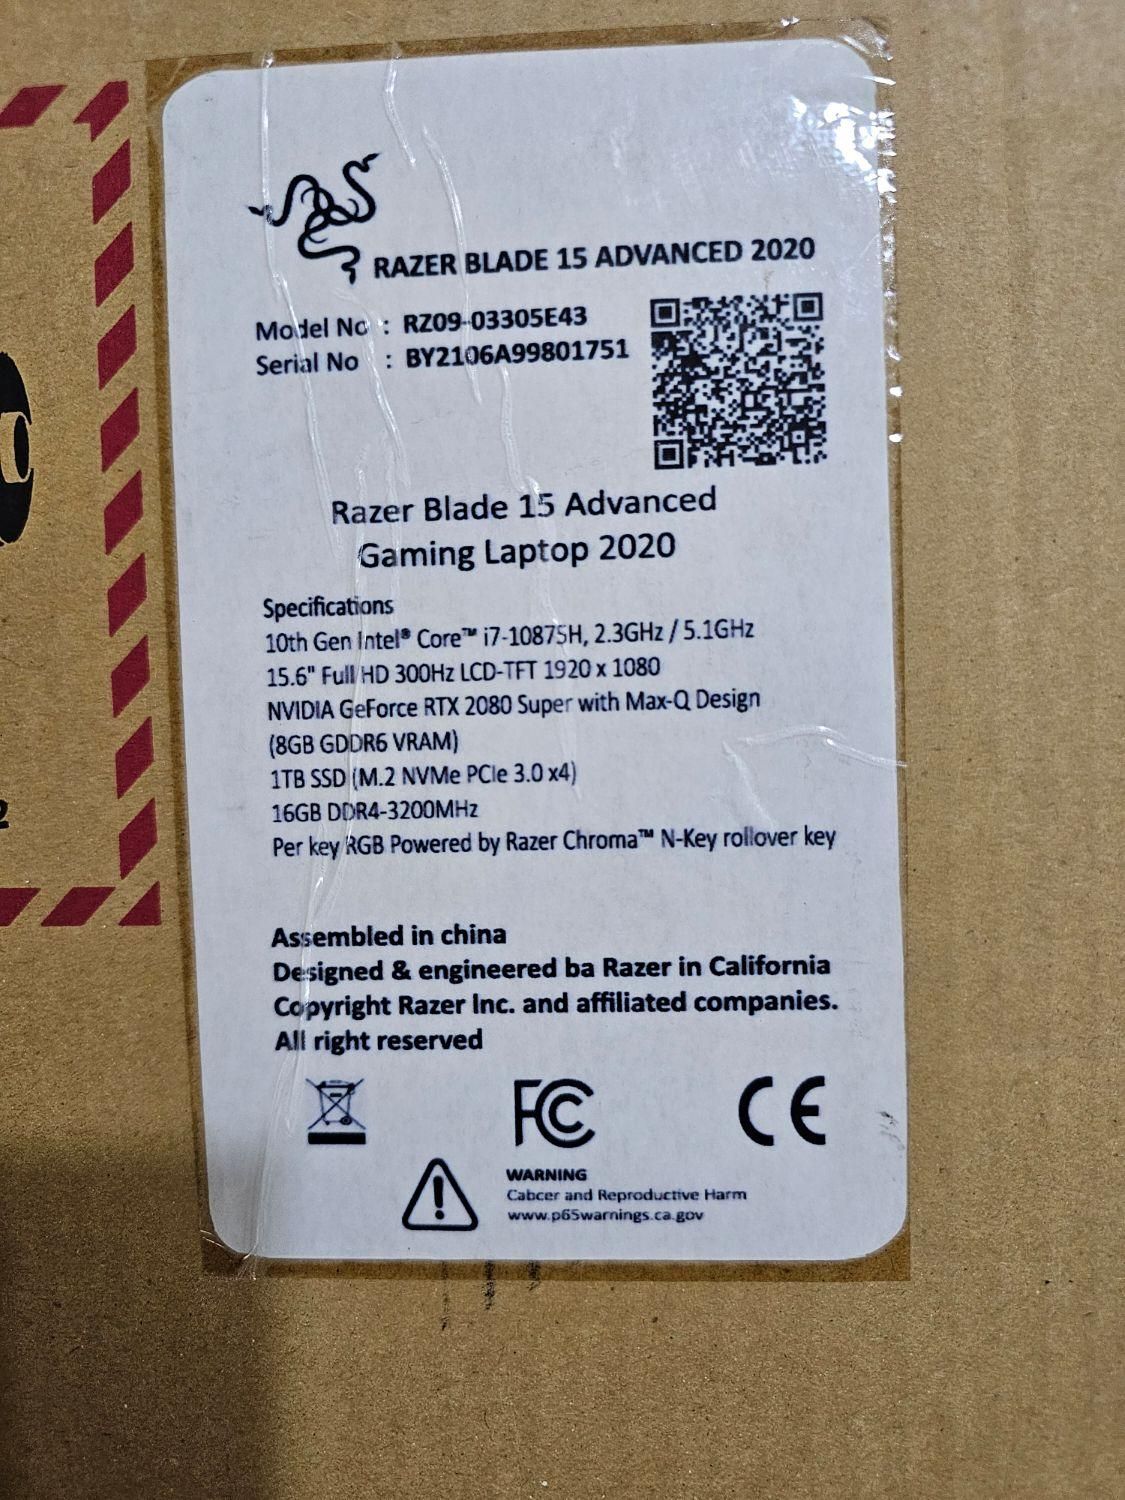 RAZER BLADE 15 ADVANCED 2020
Model No : RZ09-03305E43
Serial No : BY2106A99801751
Razer Blade 15 Advanced
Gaming Laptop 2020
Specifications
10th Gen Intel® Core™ i7-10875H, 2.3GHz / 5.1GHz
15.6" Full HD 300Hz LCD-TFT 1920 x 1080
NVIDIA GeForce RTX 2080 Super with Max-Q Design
(8GB GDDR6 VRAM)
1TB SSD (M.2 NVMe PCIe 3.0 x4)
16GB DDR4-3200MHz
Per key RGB Powered by Razer Chroma™ N-Key rollover key
Assembled in china
Designed & engineered ba Razer in California
Copyright Razer Inc. and affiliated companies.
All right reserved
FC CE
WARNING
Cabcer and Reproductive Harm
www.p65warnings.ca.gov
2